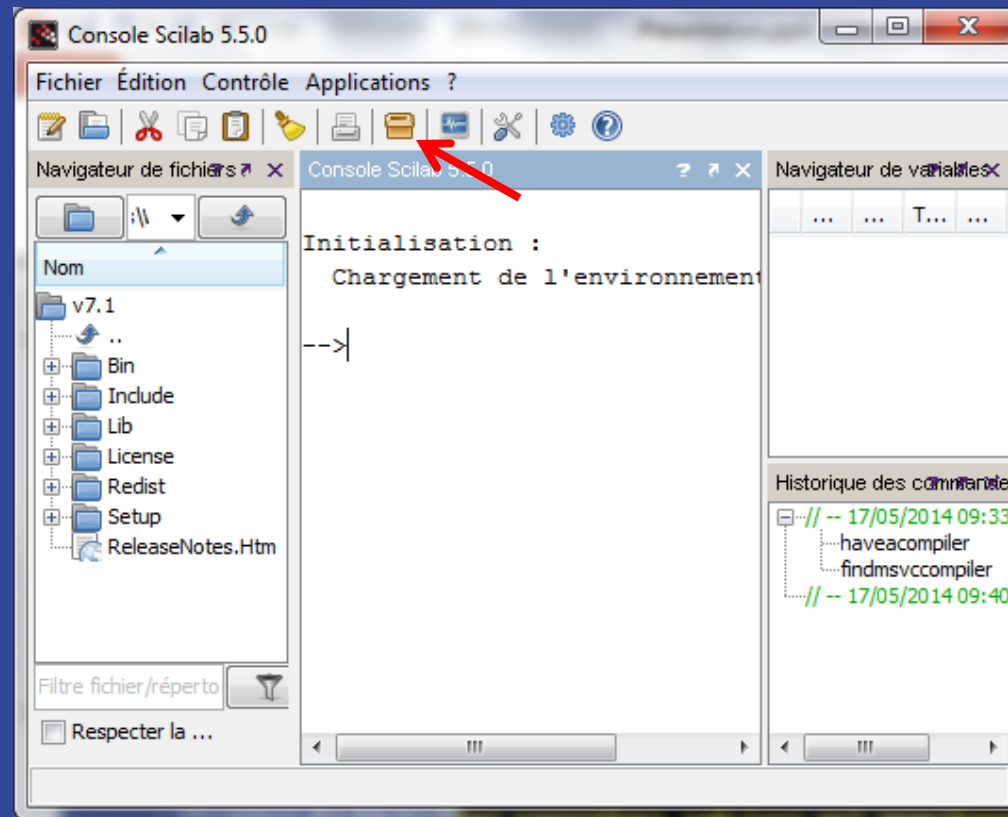 Console Scilab 5.5.0
Fichier Édition Contrôle Applications ?
Navigateur de fichiers
:\\
Nom
v7.1
..
Bin
Include
Lib
License
Redist
Setup
ReleaseNotes.Htm
Filtre fichier/réperto
Respecter la ...
Console Scilab 5.5.0
Initialisation :
Chargement de l'environnement
-->
Navigateur de variables
... ... T... ...
Historique des commande
// -- 17/05/2014 09:33
haveacompiler
findmsvccompiler
// -- 17/05/2014 09:40